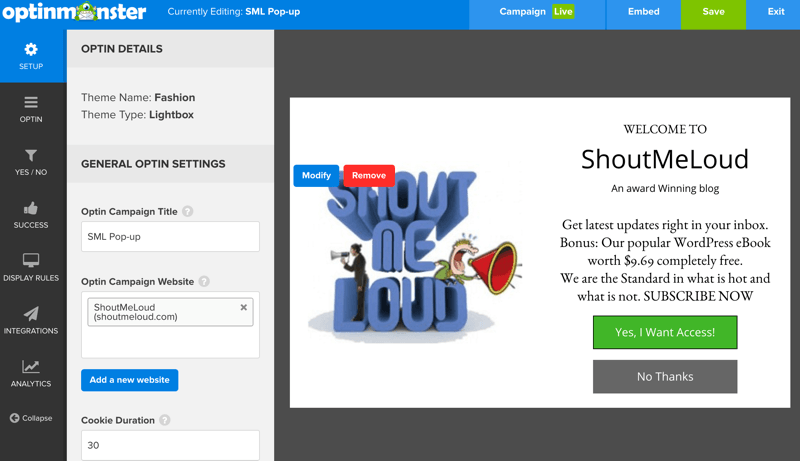 optinmonster
Currently Editing: SML Pop-up
Campaign Live
Embed
Save
Exit
SETUP
OPTIN
YES / NO
SUCCESS
DISPLAY RULES
INTEGRATIONS
ANALYTICS
Collapse
OPTIN DETAILS
Theme Name: Fashion
Theme Type: Lightbox
GENERAL OPTIN SETTINGS
Optin Campaign Title ?
SML Pop-up
Optin Campaign Website ?
ShoutMeLoud
(shoutmeloud.com)
Add a new website
Cookie Duration ?
30
Modify
Remove
SHOUT
ME
LOUD
WELCOME TO
ShoutMeLoud
An award Winning blog
Get latest updates right in your inbox.
Bonus: Our popular WordPress eBook
worth $9.69 completely free.
We are the Standard in what is hot and
what is not. SUBSCRIBE NOW
Yes, I Want Access!
No Thanks